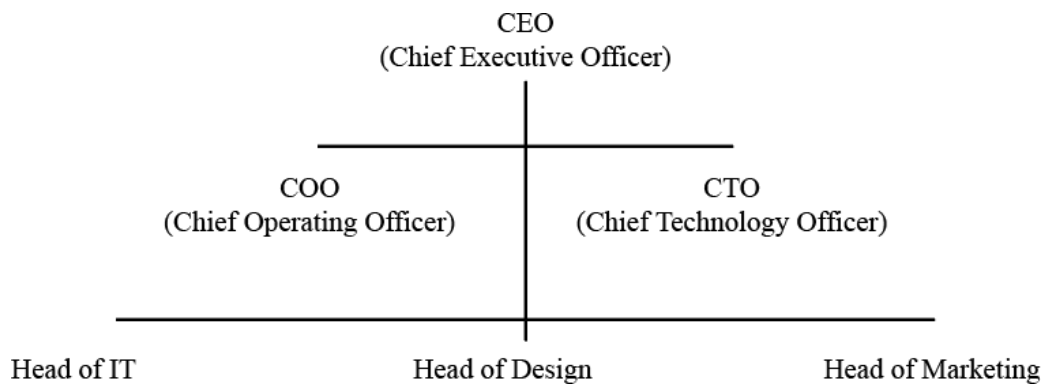 CEO
(Chief Executive Officer)
COO
(Chief Operating Officer)
CTO
(Chief Technology Officer)
Head of IT
Head of Design
Head of Marketing